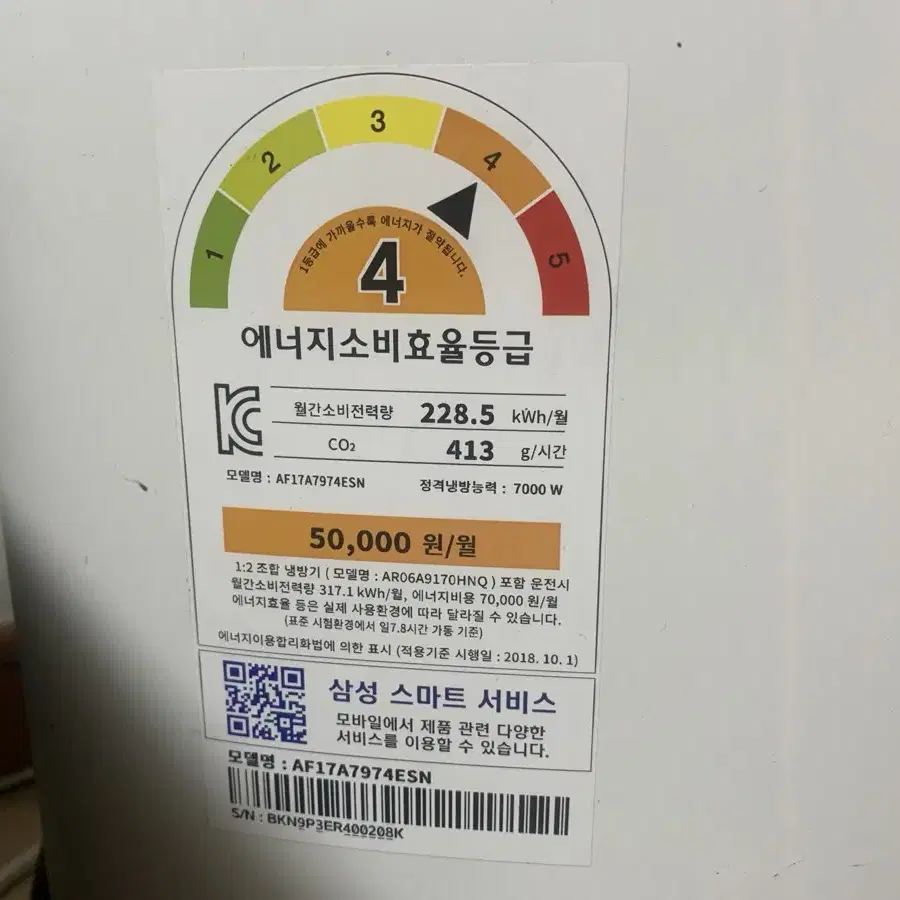 1
2
3
4
5
1등급에 가까울수록 에너지가 절약됩니다.
4
에너지소비효율등급
월간소비전력량 228.5 kWh/월
CO₂ 413 g/시간
모델명 : AF17A7974ESN 정격냉방능력 : 7000 W
50,000 원/월
1:2 조합 냉방기 ( 모델명 : AR06A9170HNQ ) 포함 운전시
월간소비전력량 317.1 kWh/월, 에너지비용 70,000 원/월
에너지효율 등은 실제 사용환경에 따라 달라질 수 있습니다.
(표준 시험환경에서 일7.8시간 가동 기준)
에너지이용합리화법에 의한 표시 (적용기준 시행일 : 2018. 10. 1)
삼성 스마트 서비스
모바일에서 제품 관련 다양한
서비스를 이용할 수 있습니다.
모델명 : AF17A7974ESN
S/N : BKN9P3ER400208K